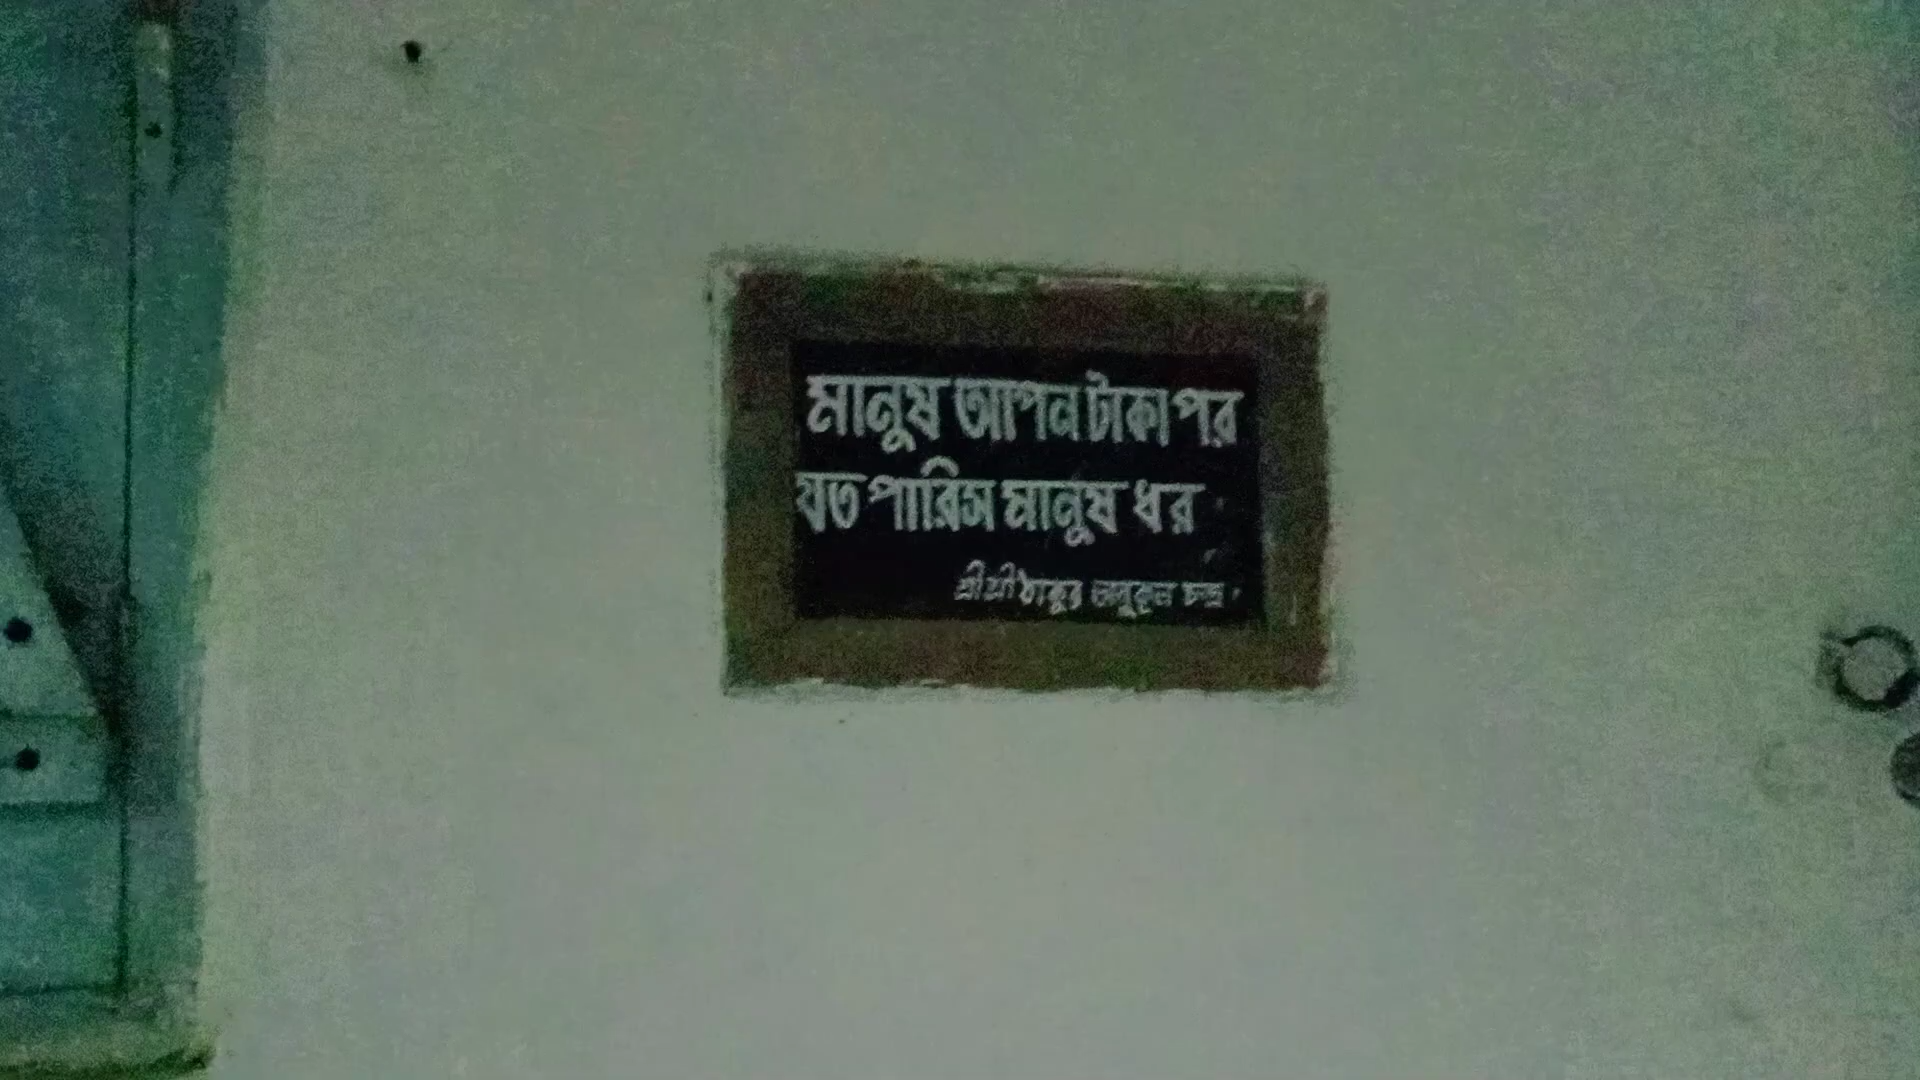 মানুষ আপন টাকা পর
যত পারিস মানুষ ধর
শ্রীশ্রীঠাকুর অনুকূল চন্দ্র